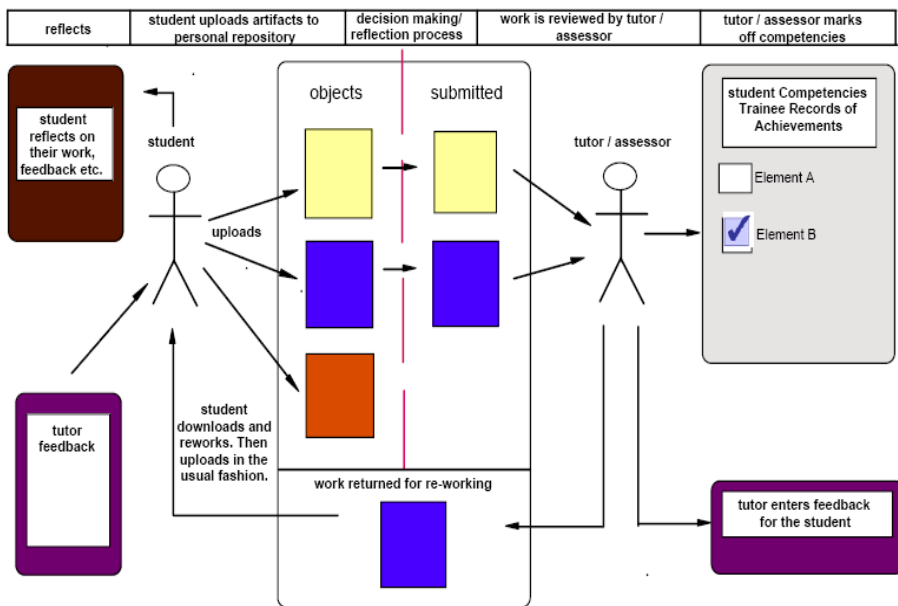 reflects
student uploads artifacts to
personal repository
decision making/
reflection process
work is reviewed by tutor /
assessor
tutor / assessor marks
off competencies
student
reflects on
their work,
feedback etc.
student
uploads
objects
submitted
tutor / assessor
student Competencies
Trainee Records of
Achievements
Element A
Element B
tutor
feedback
student
downloads and
reworks. Then
uploads in the
usual fashion.
work returned for re-working
tutor enters feedback
for the student